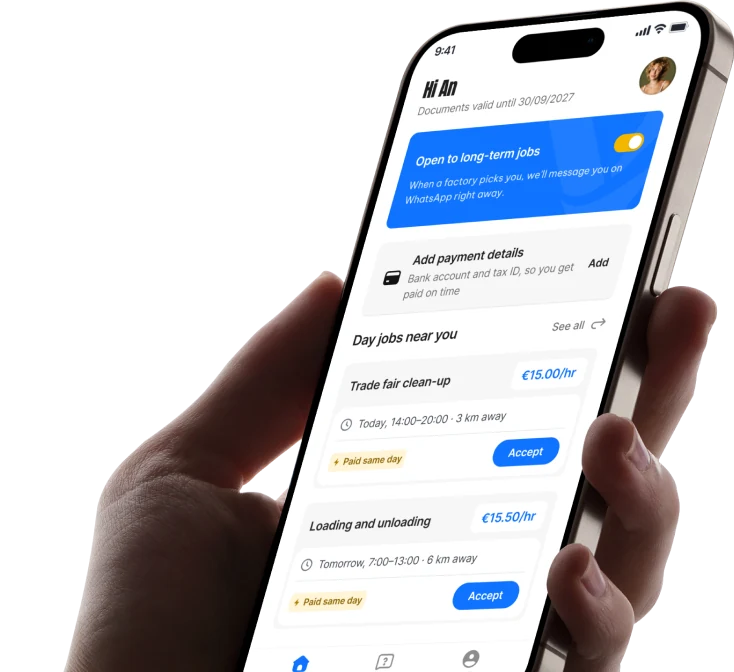 9:41
Hi An
Documents valid until 30/09/2027
Open to long-term jobs
When a factory picks you, we'll message you on
WhatsApp right away.
Add payment details
Bank account and tax ID, so you get
paid on time
Add
Day jobs near you
See all
Trade fair clean-up
€15.00/hr
Today, 14:00–20:00 · 3 km away
Paid same day
Accept
Loading and unloading
€15.50/hr
Tomorrow, 7:00–13:00 · 6 km away
Paid same day
Accept
?